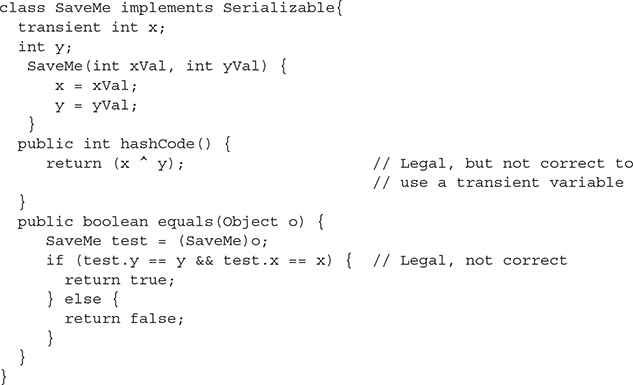 class SaveMe implements Serializable{
  transient int x;
  int y;
   SaveMe(int xVal, int yVal) {
      x = xVal;
      y = yVal;
   }
  public int hashCode() {
     return (x ^ y);                 // Legal, but not correct to
                                     // use a transient variable
  }
  public boolean equals(Object o) {
     SaveMe test = (SaveMe)o;
     if (test.y == y && test.x == x) {  // Legal, not correct
       return true;
     } else {
       return false;
     }
  }
}